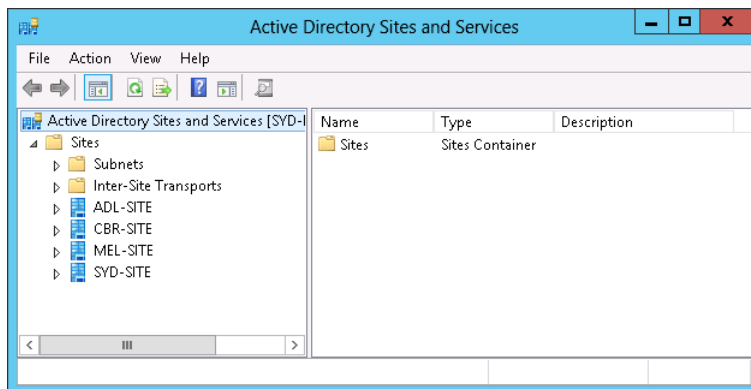 Active Directory Sites and Services
x
File Action View Help
?
Active Directory Sites and Services [SYD-
Name Type Description
Sites
Sites Sites Container
Subnets
Inter-Site Transports
ADL-SITE
CBR-SITE
MEL-SITE
SYD-SITE